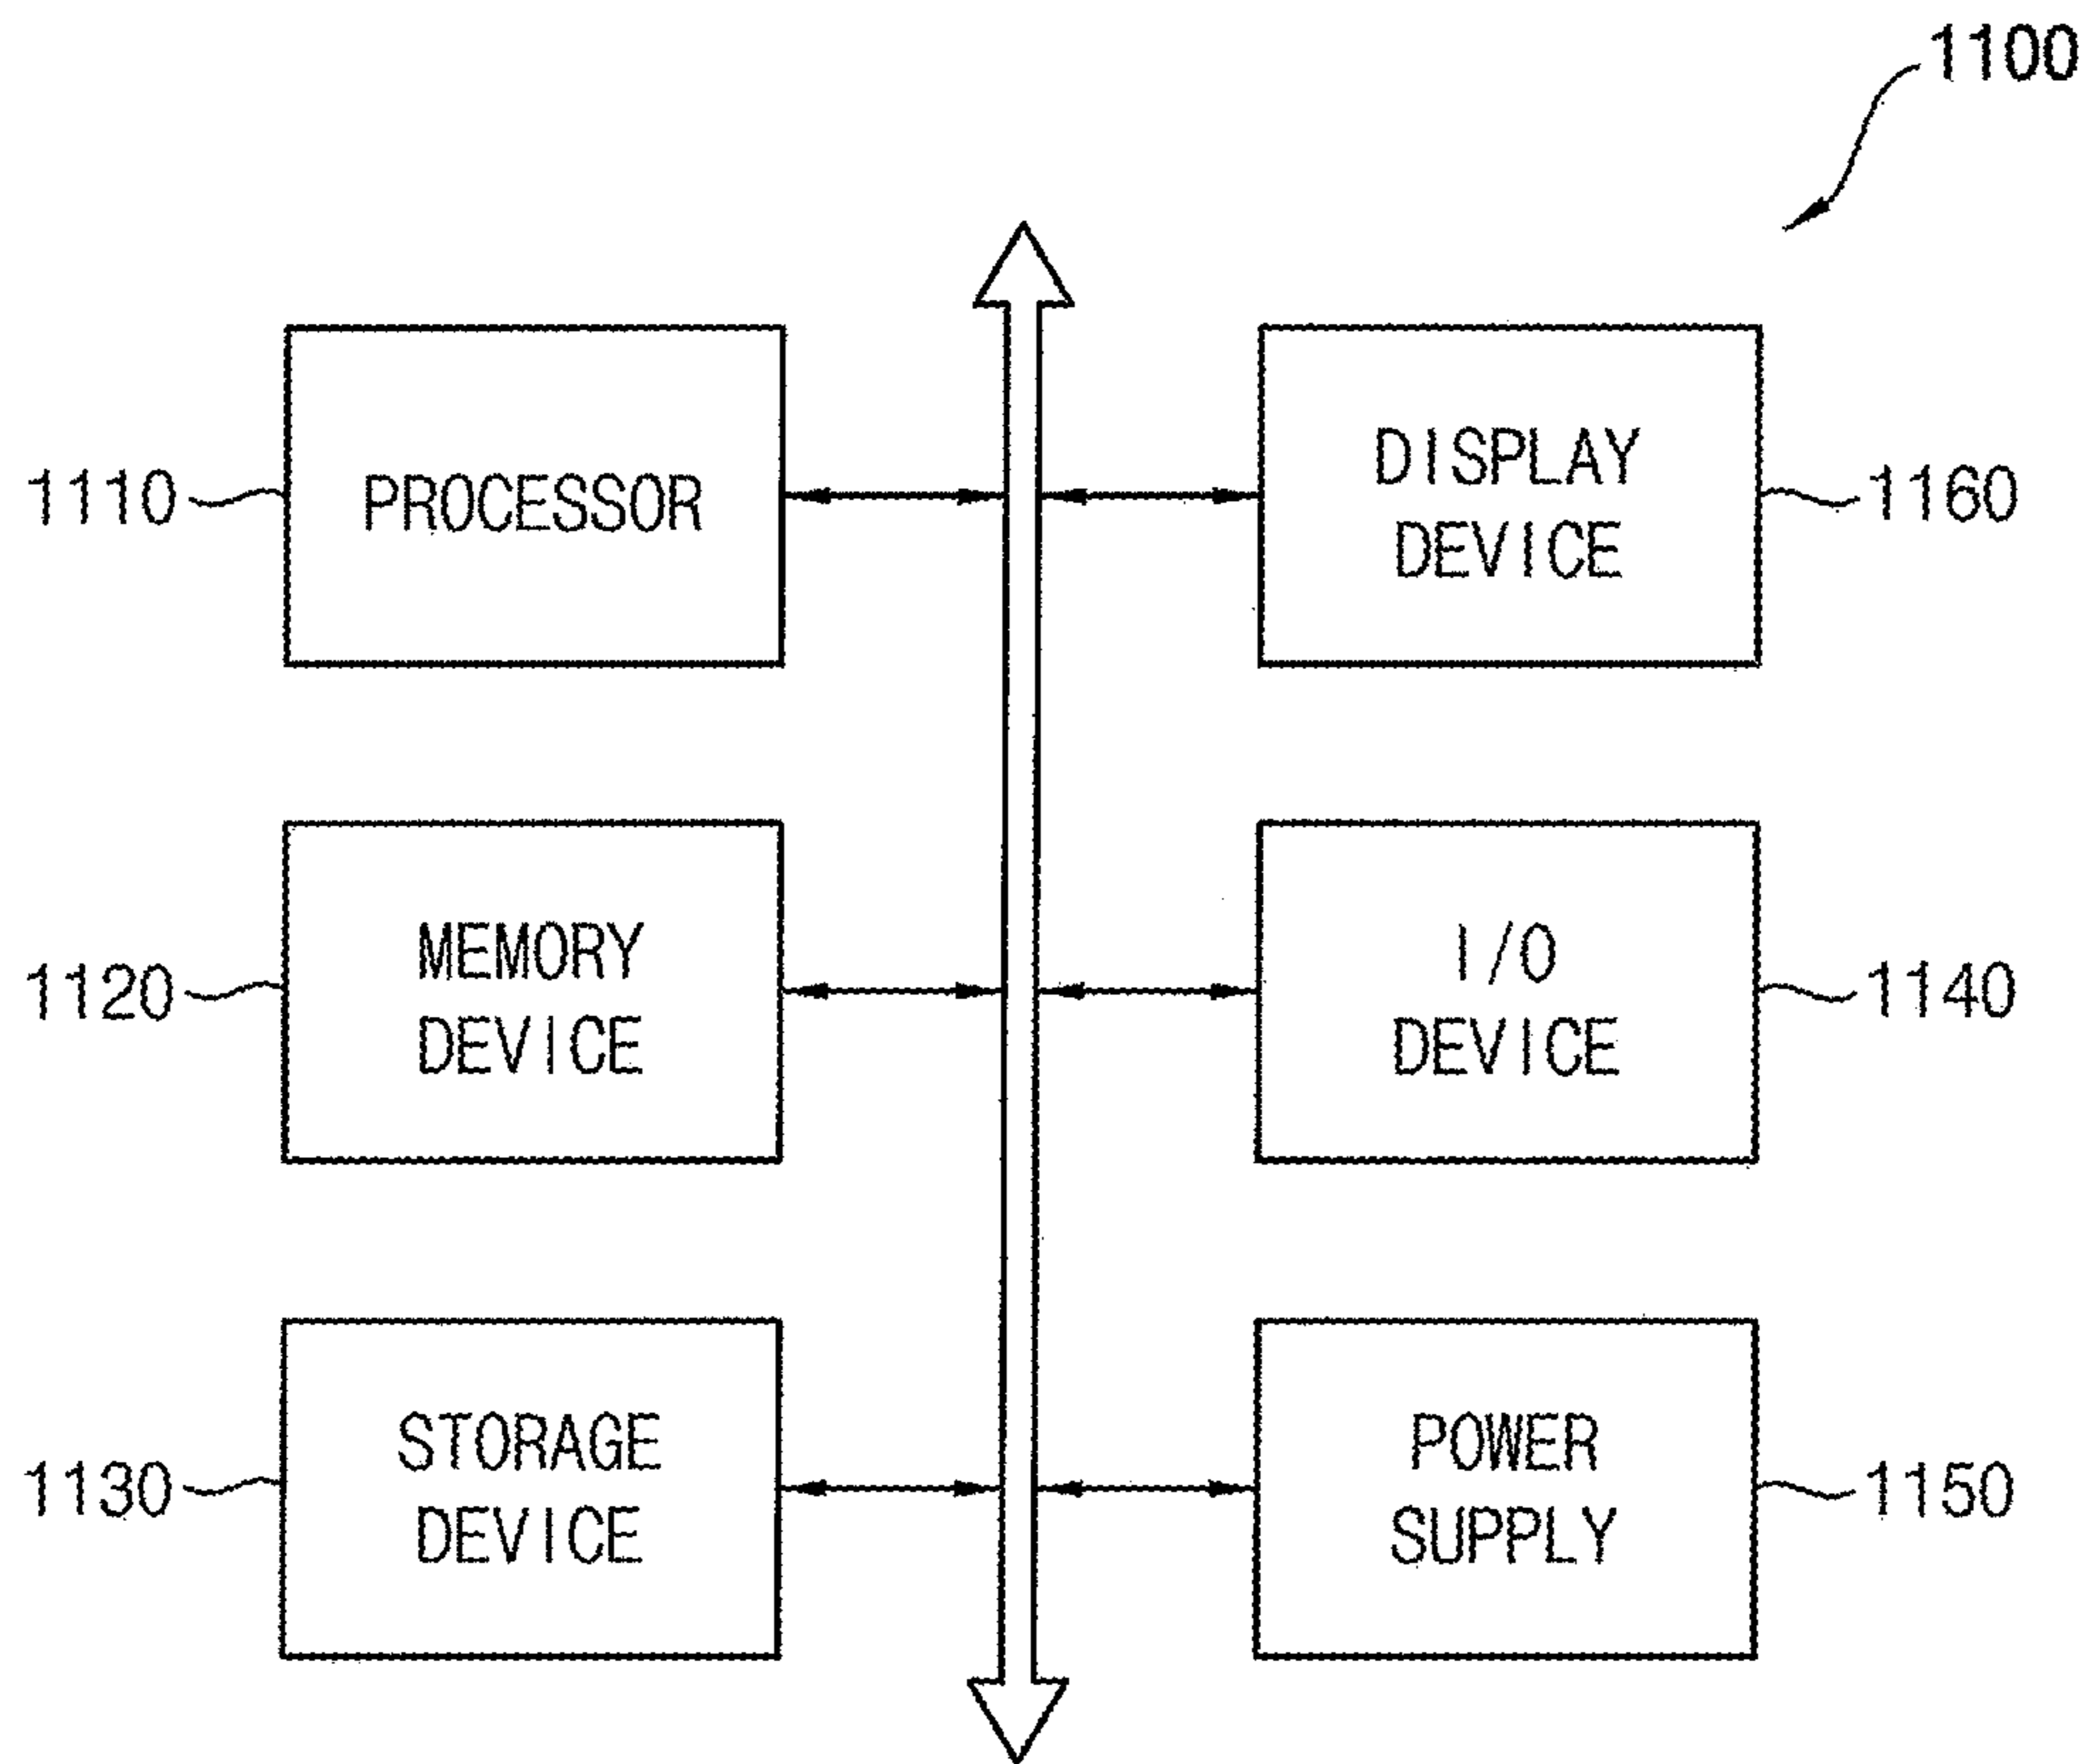 1100
1110
PROCESSOR
DISPLAY
DEVICE
1160
1120
MEMORY
DEVICE
I/O
DEVICE
1140
1130
STORAGE
DEVICE
POWER
SUPPLY
1150